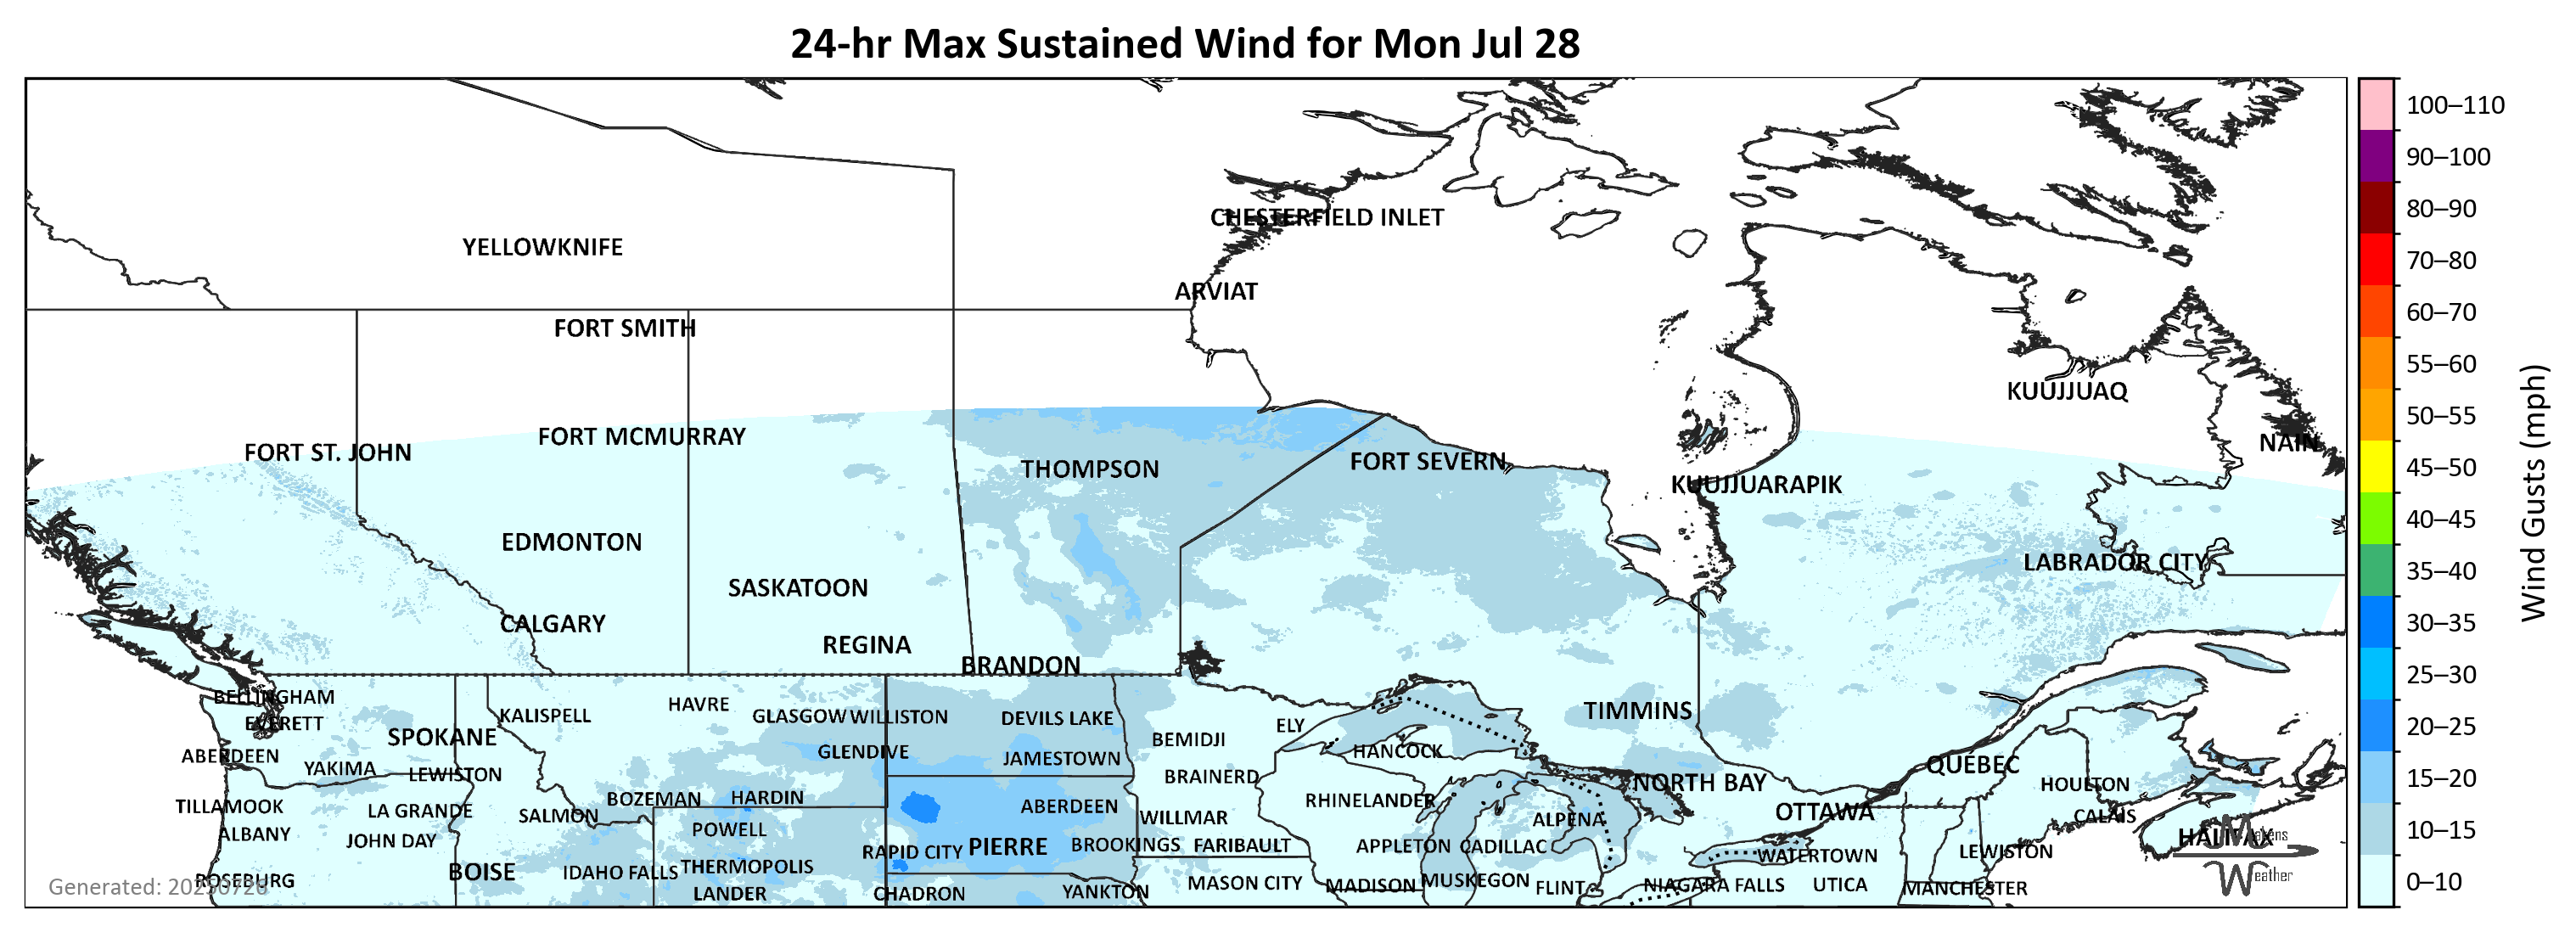 24-hr Max Sustained Wind for Mon Jul 28
100–110
90–100
80–90
70–80
60–70
55–60
50–55
45–50
40–45
35–40
30–35
25–30
20–25
15–20
10–15
0–10
Wind Gusts (mph)
CHESTERFIELD INLET
YELLOWKNIFE
ARVIAT
FORT SMITH
KUUJJUAQ
FORT MCMURRAY
NAIN
FORT ST. JOHN
FORT SEVERN
THOMPSON
KUUJJUARAPIK
EDMONTON
LABRADOR CITY
SASKATOON
CALGARY
REGINA
BRANDON
BELLINGHAM
HAVRE
TIMMINS
KALISPELL
GLASGOW
WILLISTON
DEVILS LAKE
EVERETT
ELY
SPOKANE
BEMIDJI
GLENDIVE
HANCOCK
ABERDEEN
JAMESTOWN
QUÉBEC
YAKIMA
LEWISTON
BRAINERD
NORTH BAY
HOULTON
BOZEMAN
HARDIN
RHINELANDER
TILLAMOOK
LA GRANDE
ABERDEEN
SALMON
WILLMAR
ALPENA
OTTAWA
CALAIS
ALBANY
POWELL
HALIFAX
JOHN DAY
PIERRE
BROOKINGS
FARIBAULT
APPLETON
CADILLAC
RAPID CITY
LEWISTON
WATERTOWN
THERMOPOLIS
BOISE
IDAHO FALLS
ROSEBURG
MASON CITY
MADISON
MUSKEGON
FLINT
NIAGARA FALLS
UTICA
MANCHESTER
LANDER
CHADRON
YANKTON
Weather
Generated: 20250728